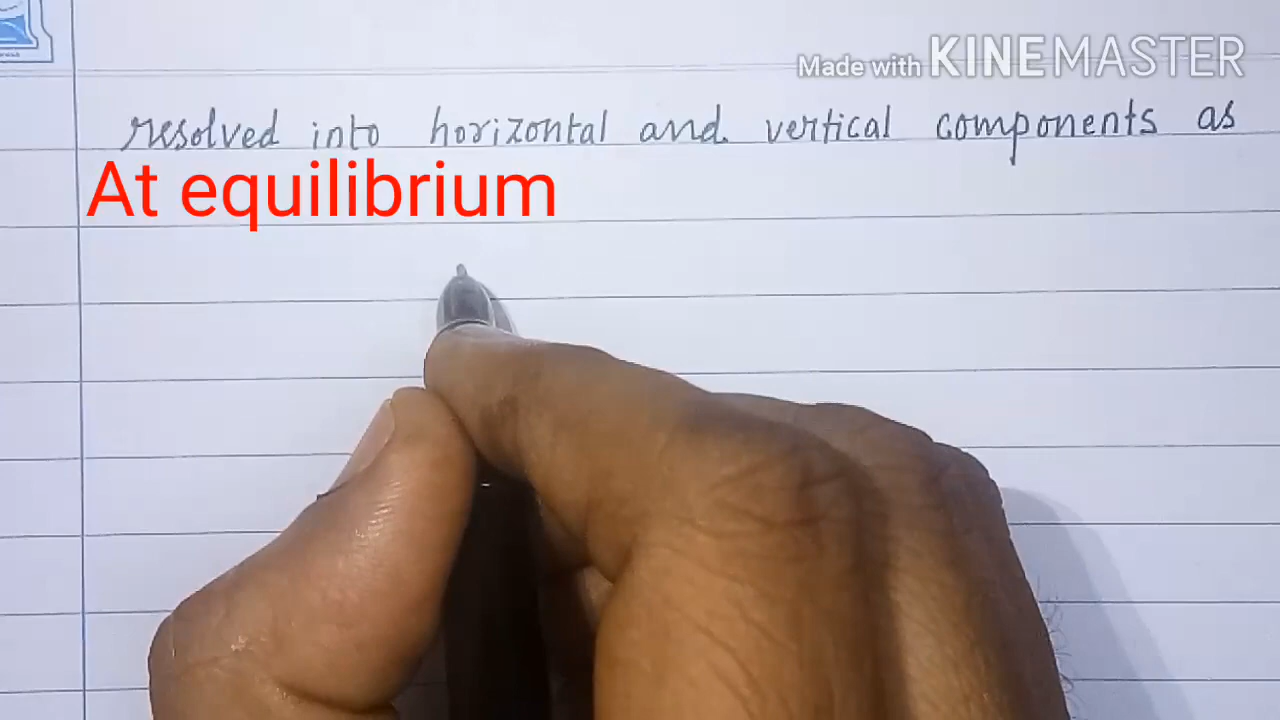 Made with KINEMASTER
resolved into horizontal and vertical components as
At equilibrium